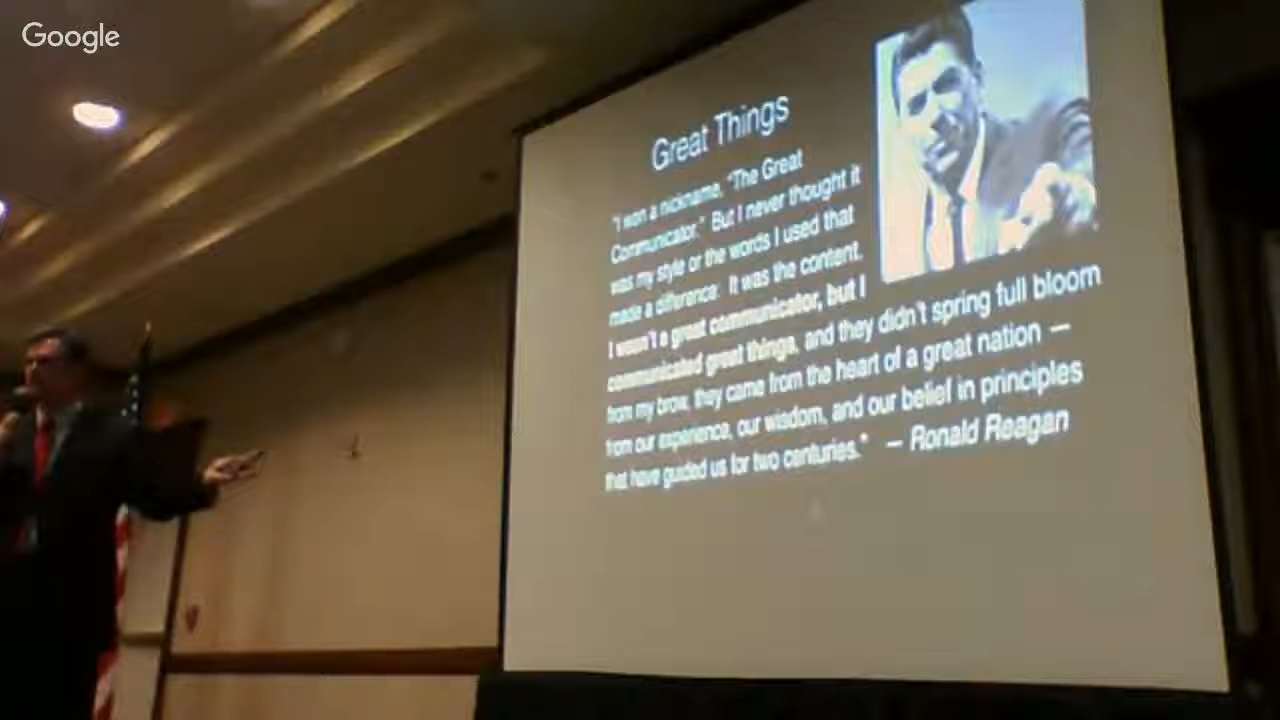 Google
Great Things
"I won a nickname, "The Great
Communicator." But I never thought it
was my style or the words I used that
made a difference: It was the content.
I wasn't a great communicator, but I
communicated great things, and they didn't spring full bloom
from my brow, they came from the heart of a great nation —
from our experience, our wisdom, and our belief in principles
that have guided us for two centuries." – Ronald Reagan